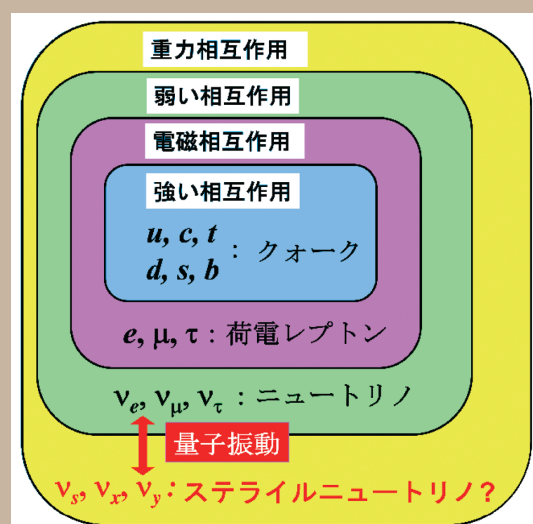 重力相互作用
弱い相互作用
電磁相互作用
強い相互作用
u, c, t
d, s, b : クォーク
e, μ, τ : 荷電レプトン
νe, νμ, ντ : ニュートリノ
量子振動
νs, νx, νy : ステライルニュートリノ?